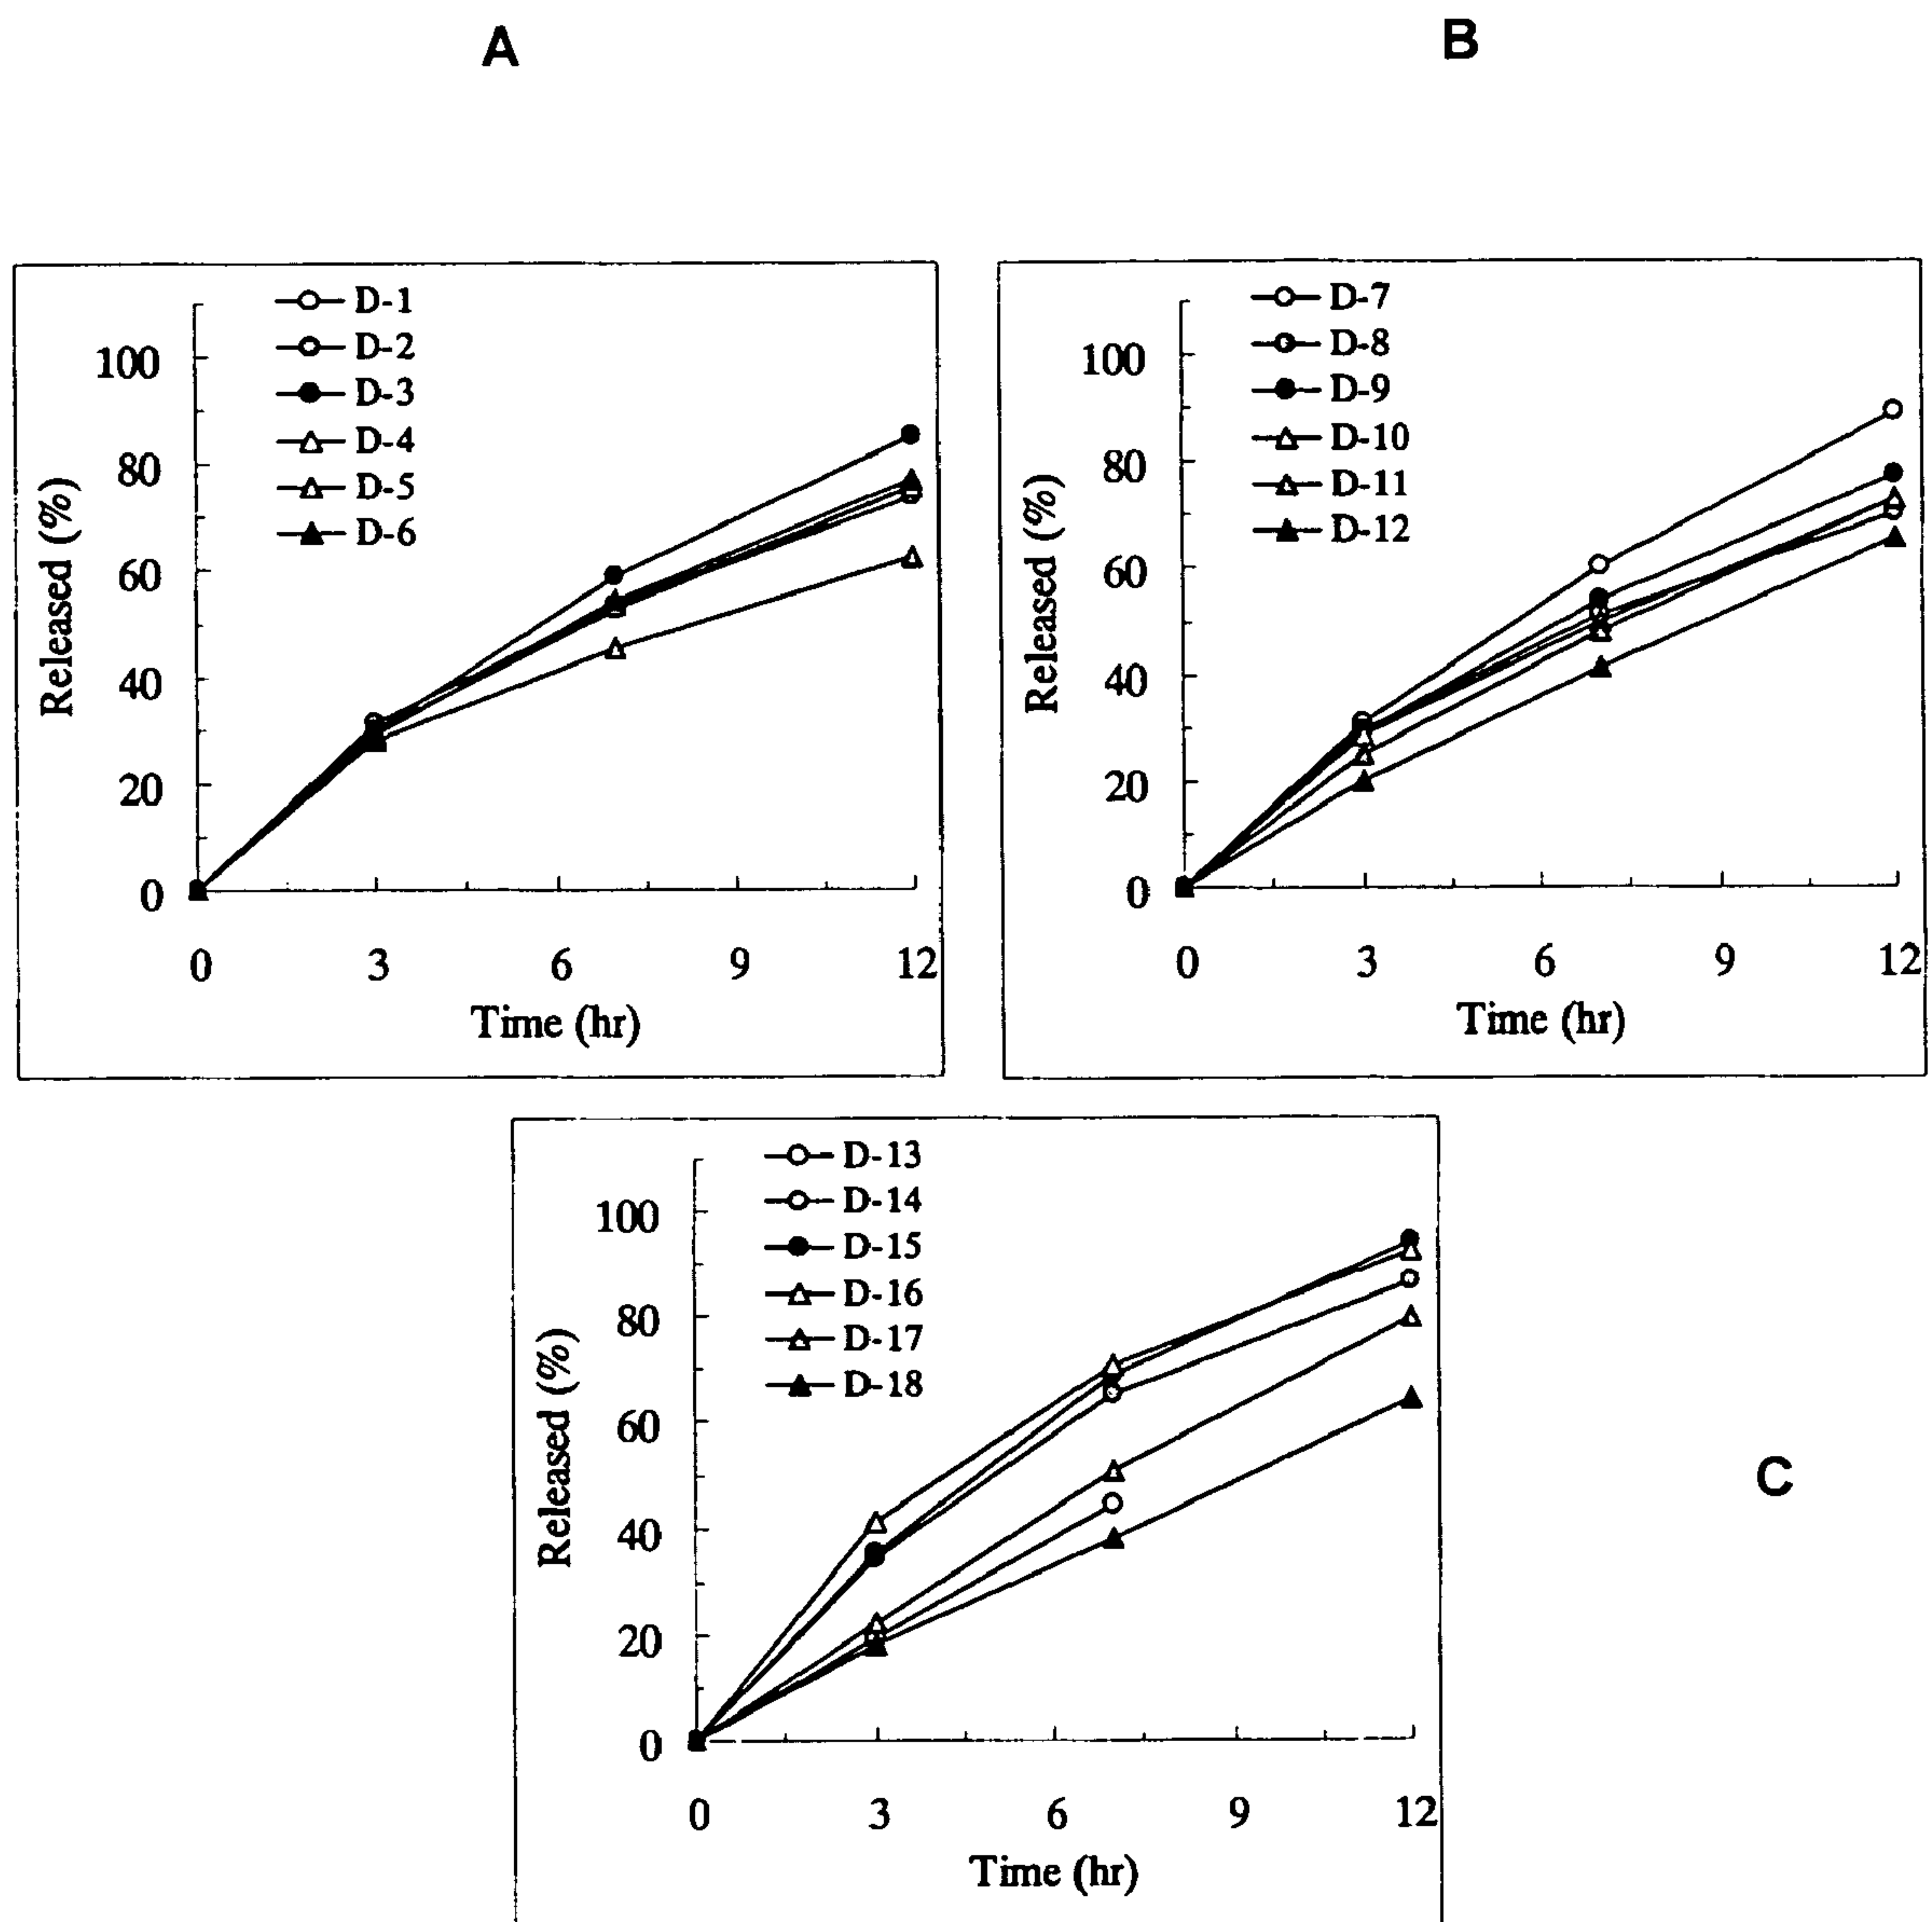 A
B
D-1
D-2
D-3
D-4
D-5
D-6
100
80
60
40
20
0
Released (%)
0 3 6 9 12
Time (hr)
D-7
D-8
D-9
D-10
D-11
D-12
100
80
60
40
20
0
Released (%)
0 3 6 9 12
Time (hr)
D-13
D-14
D-15
D-16
D-17
D-18
100
80
60
40
20
0
Released (%)
0 3 6 9 12
Time (hr)
C